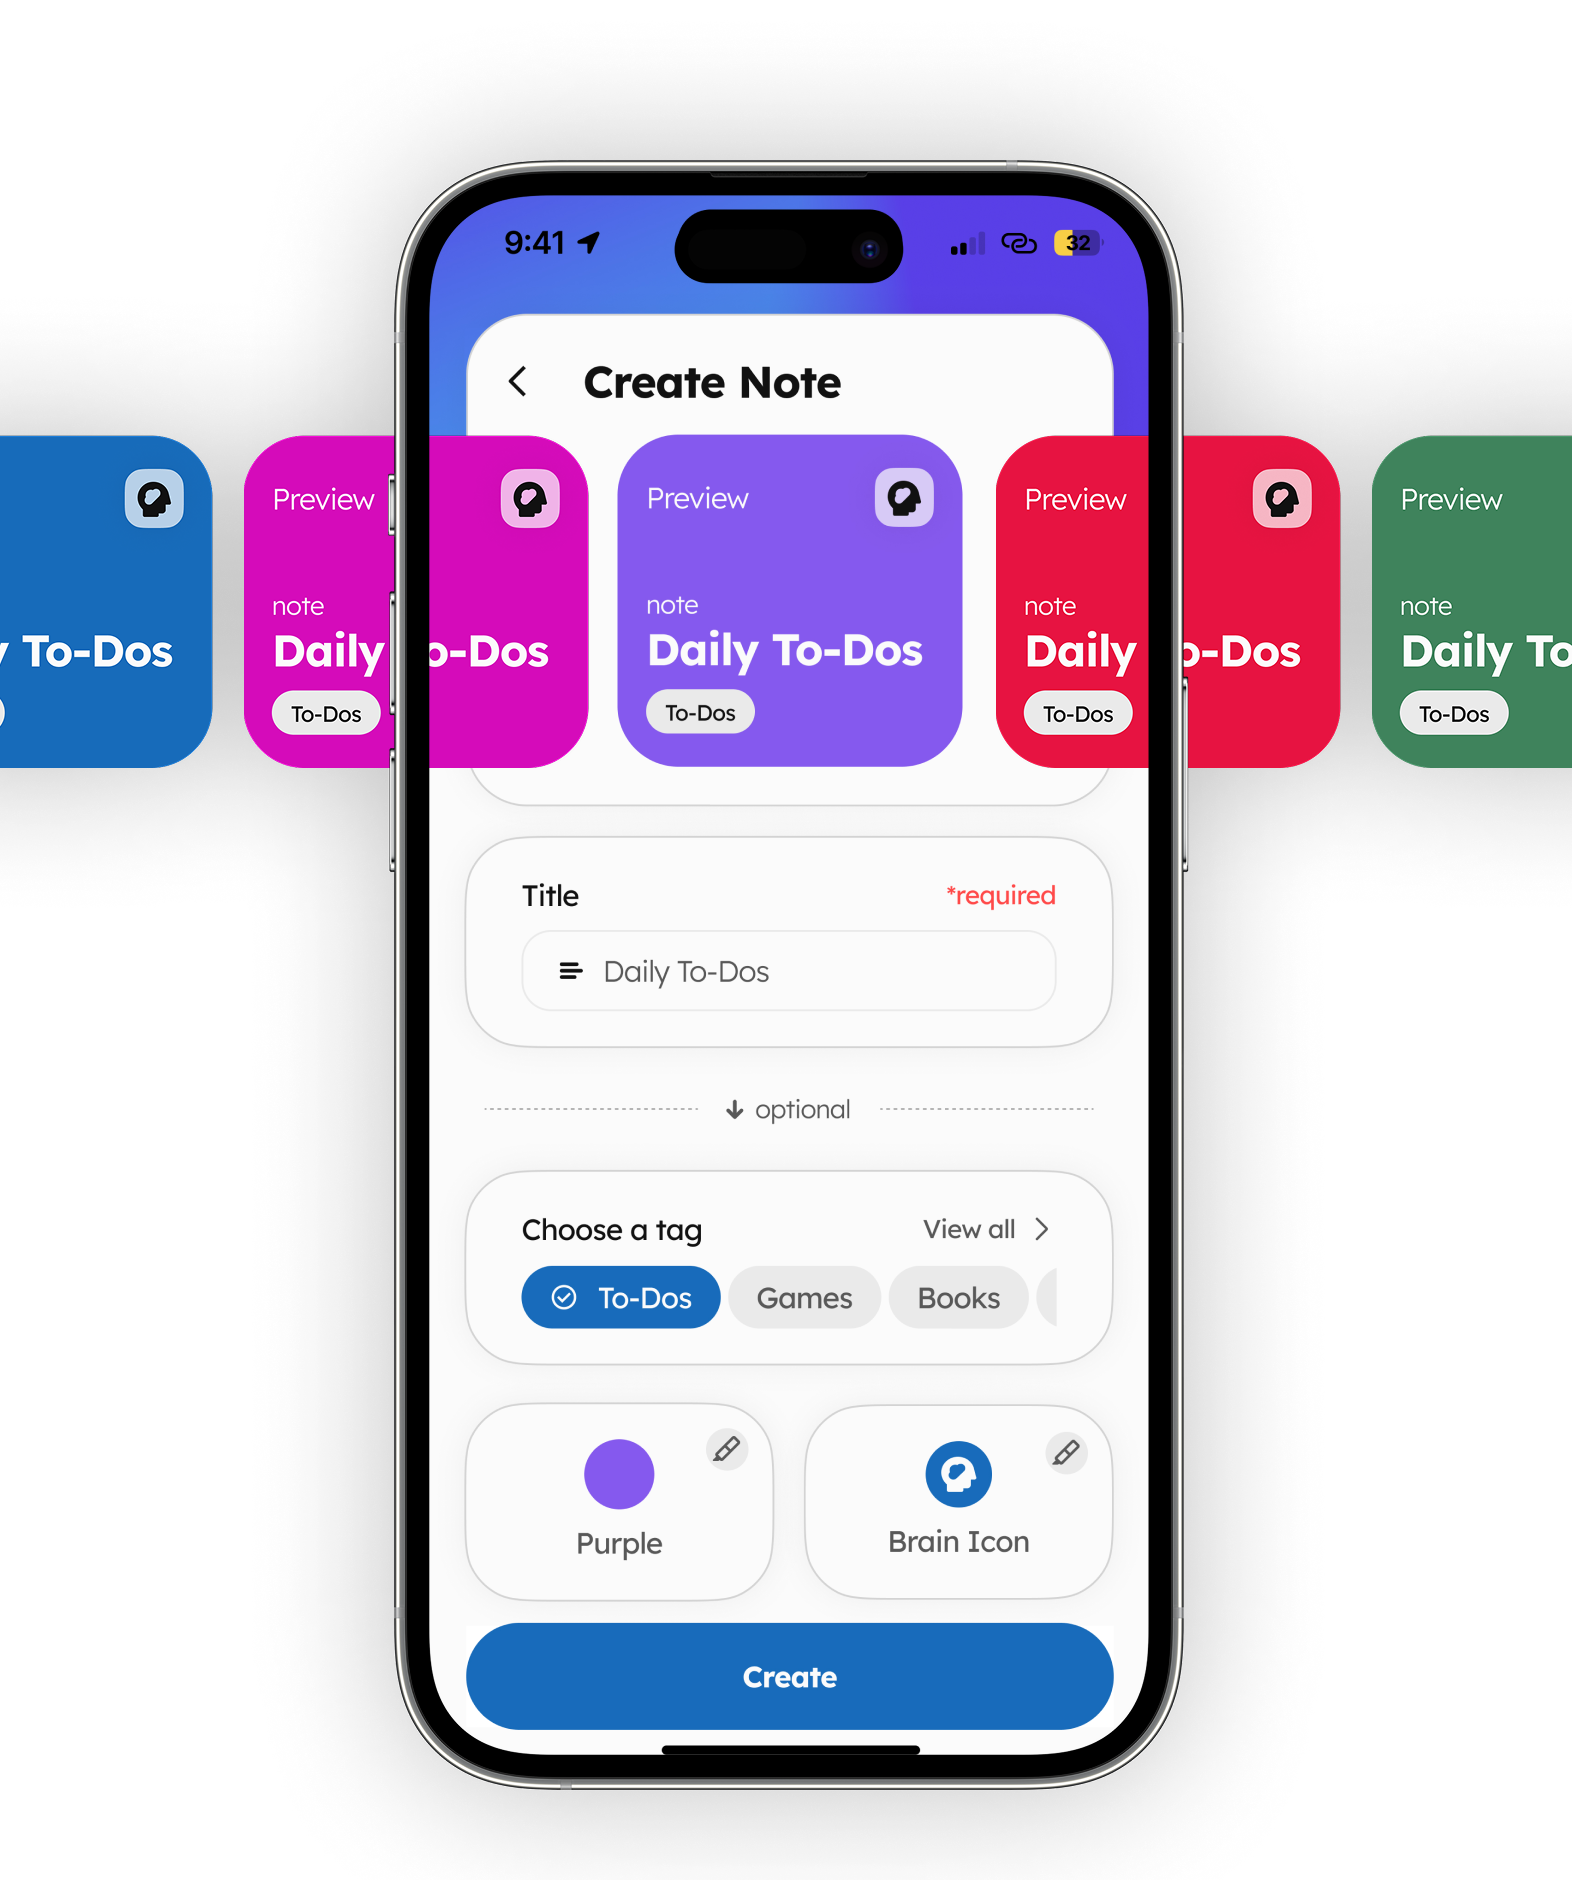 9:41
32
Create Note
Preview
Preview
Preview
Preview
note
note
note
note
To-Dos
Daily o-Dos
Daily To-Dos
Daily o-Dos
Daily To
To-Dos
To-Dos
To-Dos
To-Dos
Title
*required
Daily To-Dos
optional
Choose a tag
View all
To-Dos
Games
Books
Purple
Brain Icon
Create